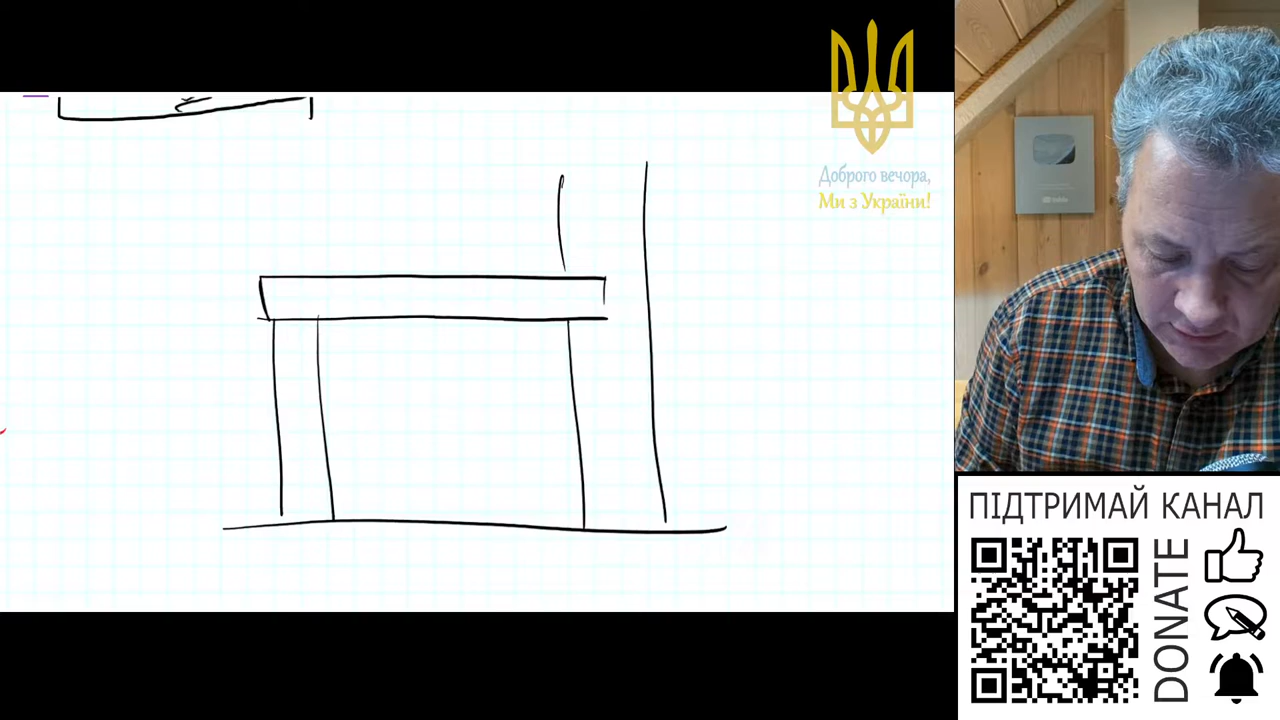 Доброго вечора,
Ми з України!
ПІДТРИМАЙ КАНАЛ
DONATE